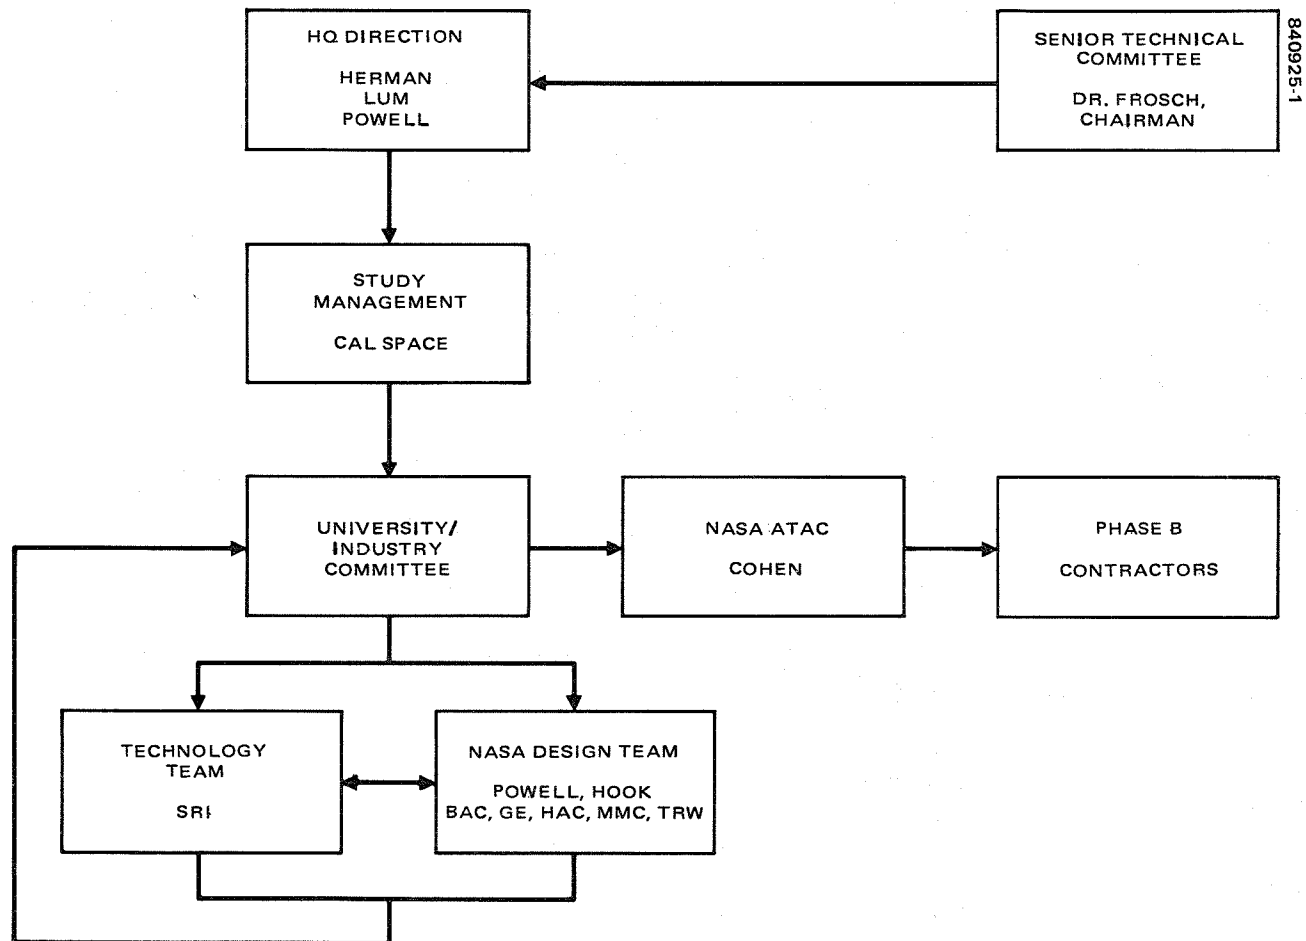 HQ DIRECTION
HERMAN
LUM
POWELL
SENIOR TECHNICAL
COMMITTEE
DR. FROSCH,
CHAIRMAN
840925-1
STUDY
MANAGEMENT
CAL SPACE
UNIVERSITY/
INDUSTRY
COMMITTEE
NASA ATAC
COHEN
PHASE B
CONTRACTORS
TECHNOLOGY
TEAM
SRI
NASA DESIGN TEAM
POWELL, HOOK
BAC, GE, HAC, MMC, TRW